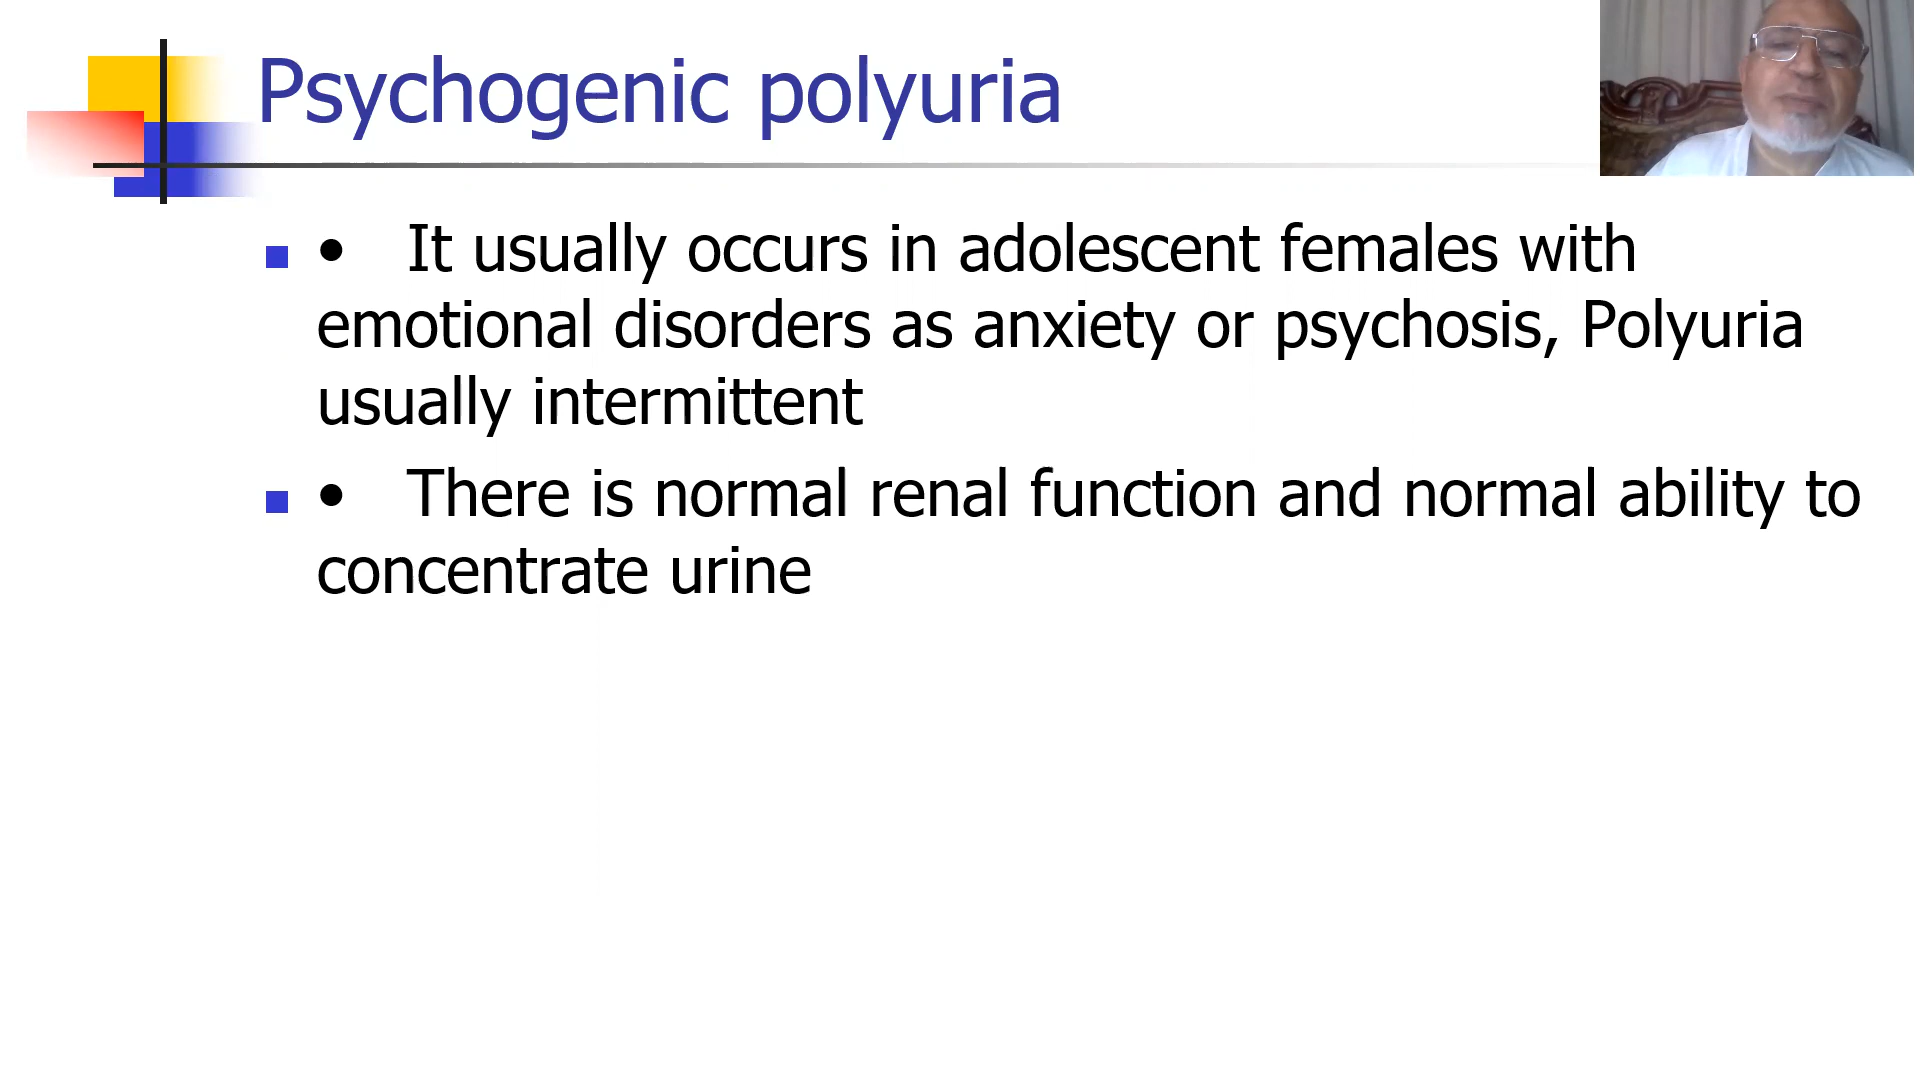 Psychogenic polyuria
• It usually occurs in adolescent females with
emotional disorders as anxiety or psychosis, Polyuria
usually intermittent
• There is normal renal function and normal ability to
concentrate urine